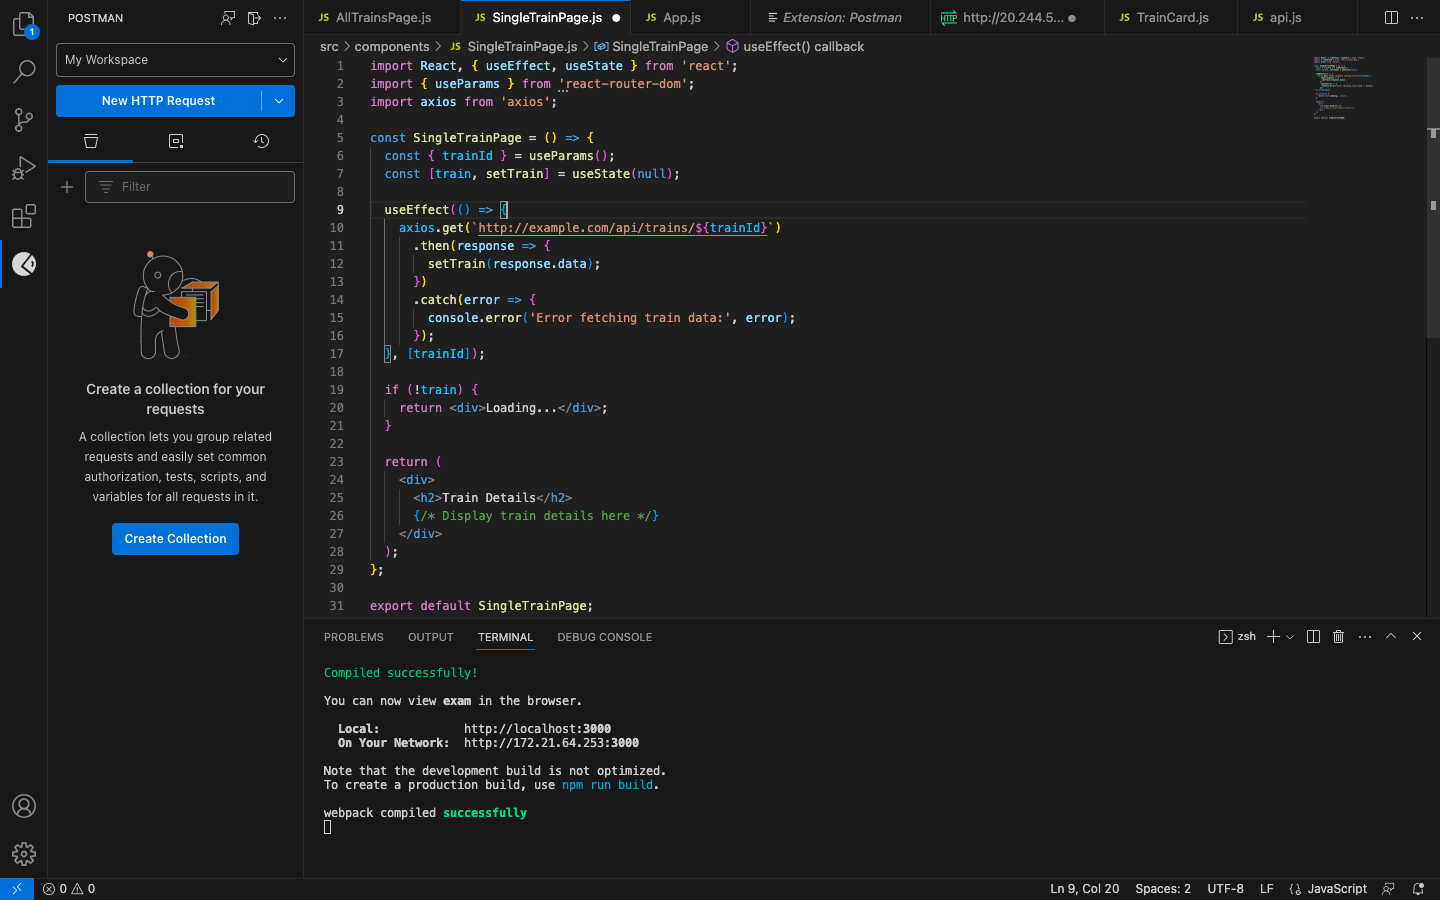 POSTMAN
My Workspace
New HTTP Request
Filter
Create a collection for your
requests
A collection lets you group related
requests and easily set common
authorization, tests, scripts, and
variables for all requests in it.
Create Collection
1
JS AllTrainsPage.js
JS SingleTrainPage.js
JS App.js
Extension: Postman
HTTP http://20.244.5...
JS TrainCard.js
JS api.js
src > components > JS SingleTrainPage.js > SingleTrainPage > useEffect() callback
1 import React, { useEffect, useState } from 'react';
2 import { useParams } from 'react-router-dom';
3 import axios from 'axios';
4
5 const SingleTrainPage = () => {
6   const { trainId } = useParams();
7   const [train, setTrain] = useState(null);
8
9   useEffect(() => {
10     axios.get(`http://example.com/api/trains/${trainId}`)
11       .then(response => {
12         setTrain(response.data);
13       })
14       .catch(error => {
15         console.error('Error fetching train data:', error);
16       });
17   }, [trainId]);
18
19   if (!train) {
20     return <div>Loading...</div>;
21   }
22
23   return (
24     <div>
25       <h2>Train Details</h2>
26       {/* Display train details here */}
27     </div>
28   );
29 };
30
31 export default SingleTrainPage;
PROBLEMS OUTPUT TERMINAL DEBUG CONSOLE
zsh
Compiled successfully!
You can now view exam in the browser.
Local: http://localhost:3000
On Your Network: http://172.21.64.253:3000
Note that the development build is not optimized.
To create a production build, use npm run build.
webpack compiled successfully
0 0
Ln 9, Col 20 Spaces: 2 UTF-8 LF JavaScript